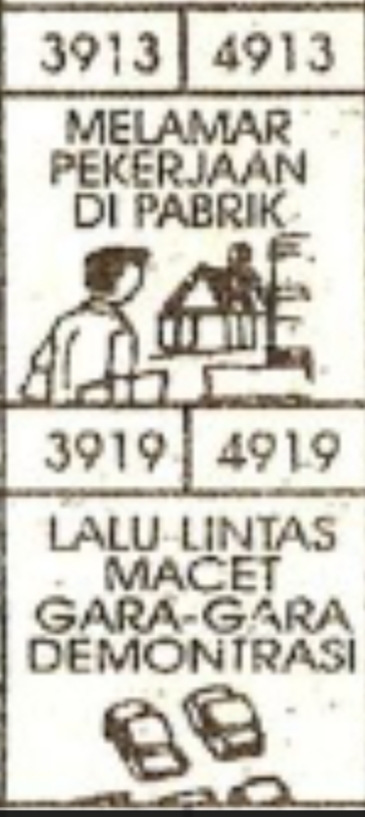 3913 4913
MELAMAR
PEKERJAAN
DI PABRIK
3919 4919
LALU-LINTAS
MACET
GARA-GARA
DEMONTRASI